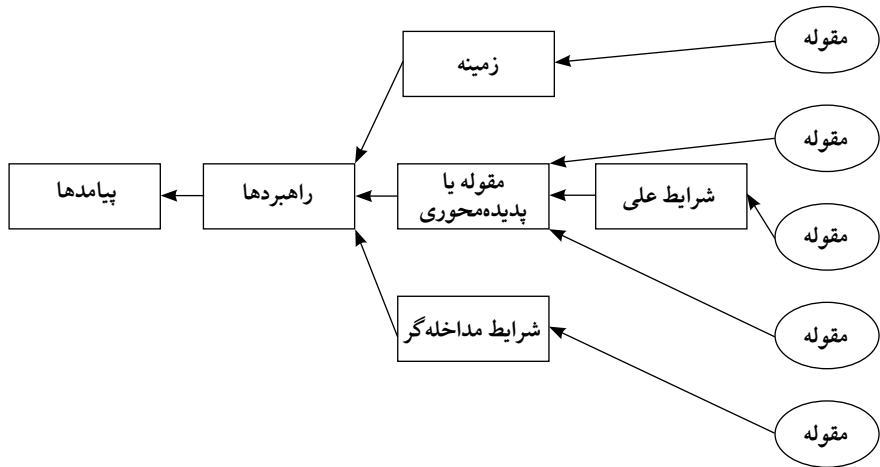 مقوله
زمینه
مقوله
مقوله یا
پدیده‌محوری
شرایط علی
راهبردها
پیامدها
مقوله
شرایط مداخله‌گر
مقوله
مقوله